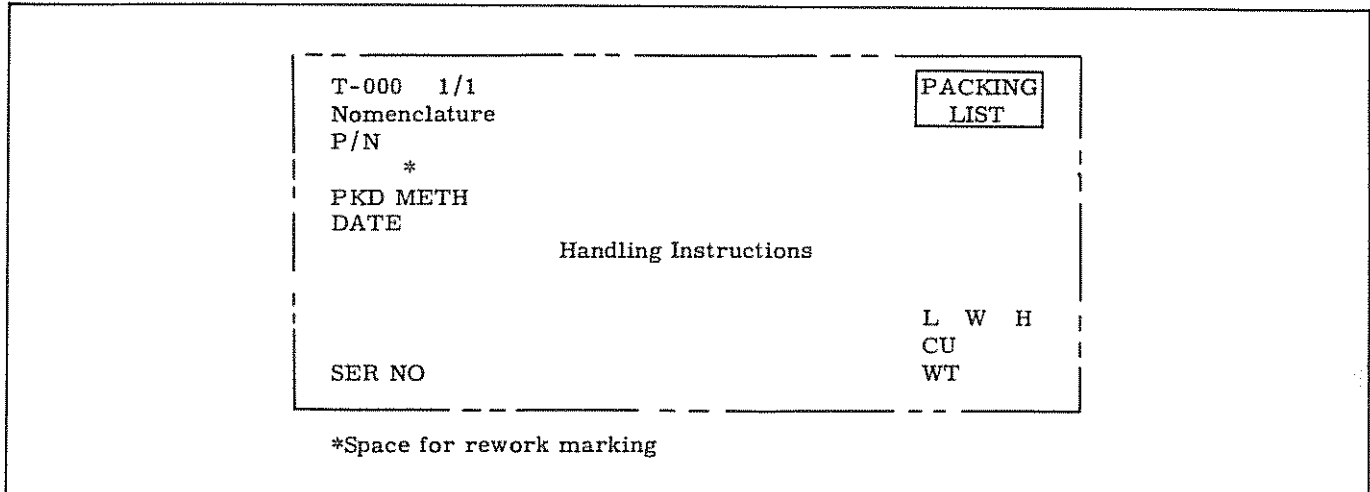 T-000 1/1
PACKING
LIST
Nomenclature
P/N
*
PKD METH
DATE
Handling Instructions
L W H
CU
SER NO
WT
*Space for rework marking